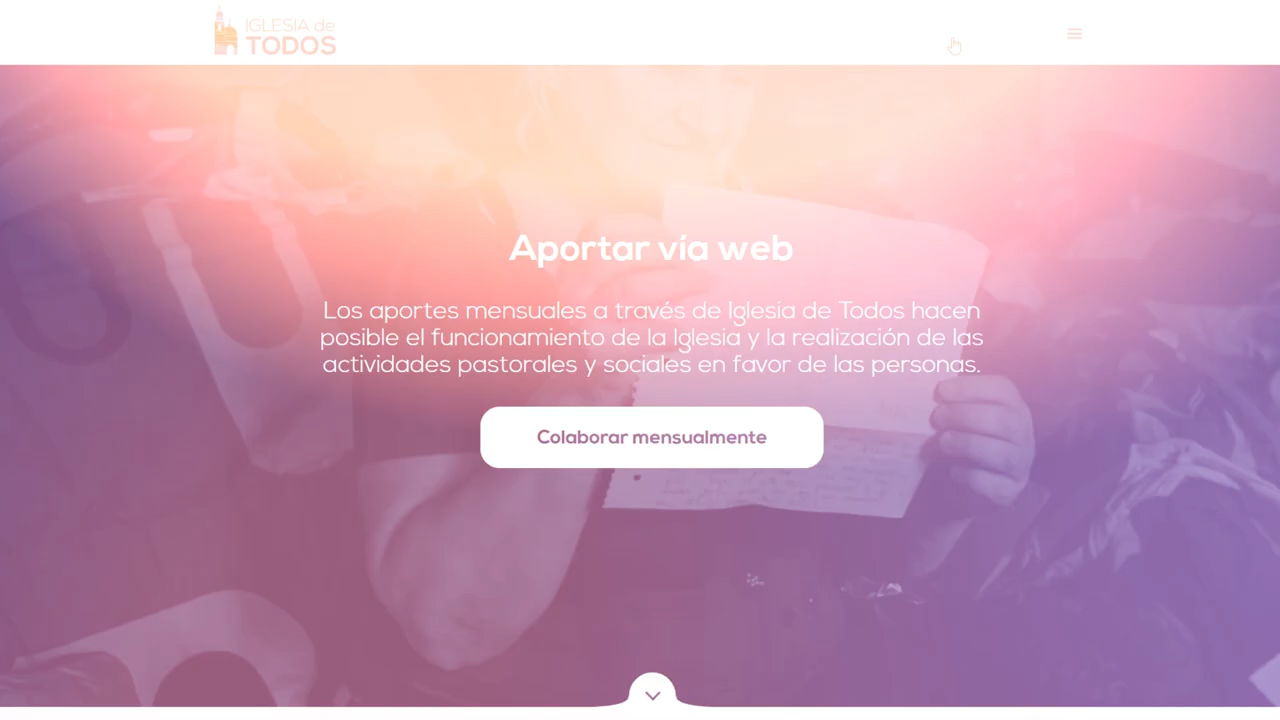 IGLESIA de
TODOS
Aportar vía web
Los aportes mensuales a través de Iglesia de Todos hacen
posible el funcionamiento de la Iglesia y la realización de las
actividades pastorales y sociales en favor de las personas.
Colaborar mensualmente